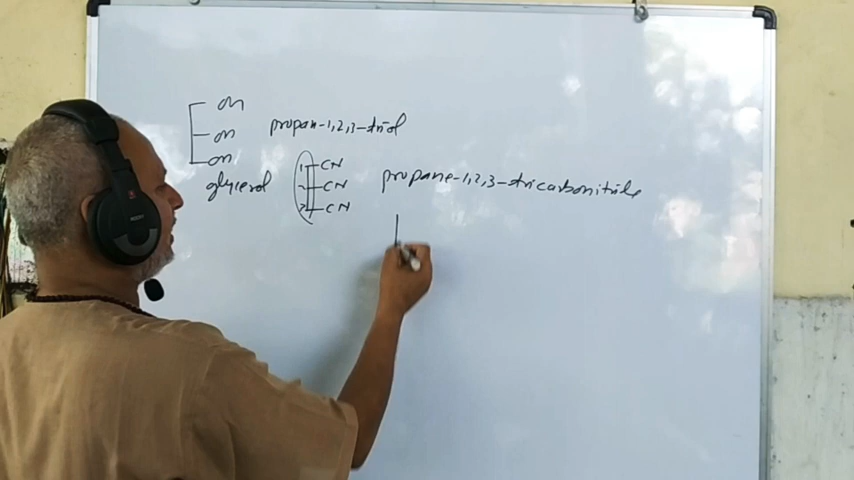 OH
OH propan-1,2,3-triol
OH
glycerol
1 CN
2 CN propane-1,2,3-tricarbonitrile
3 CN